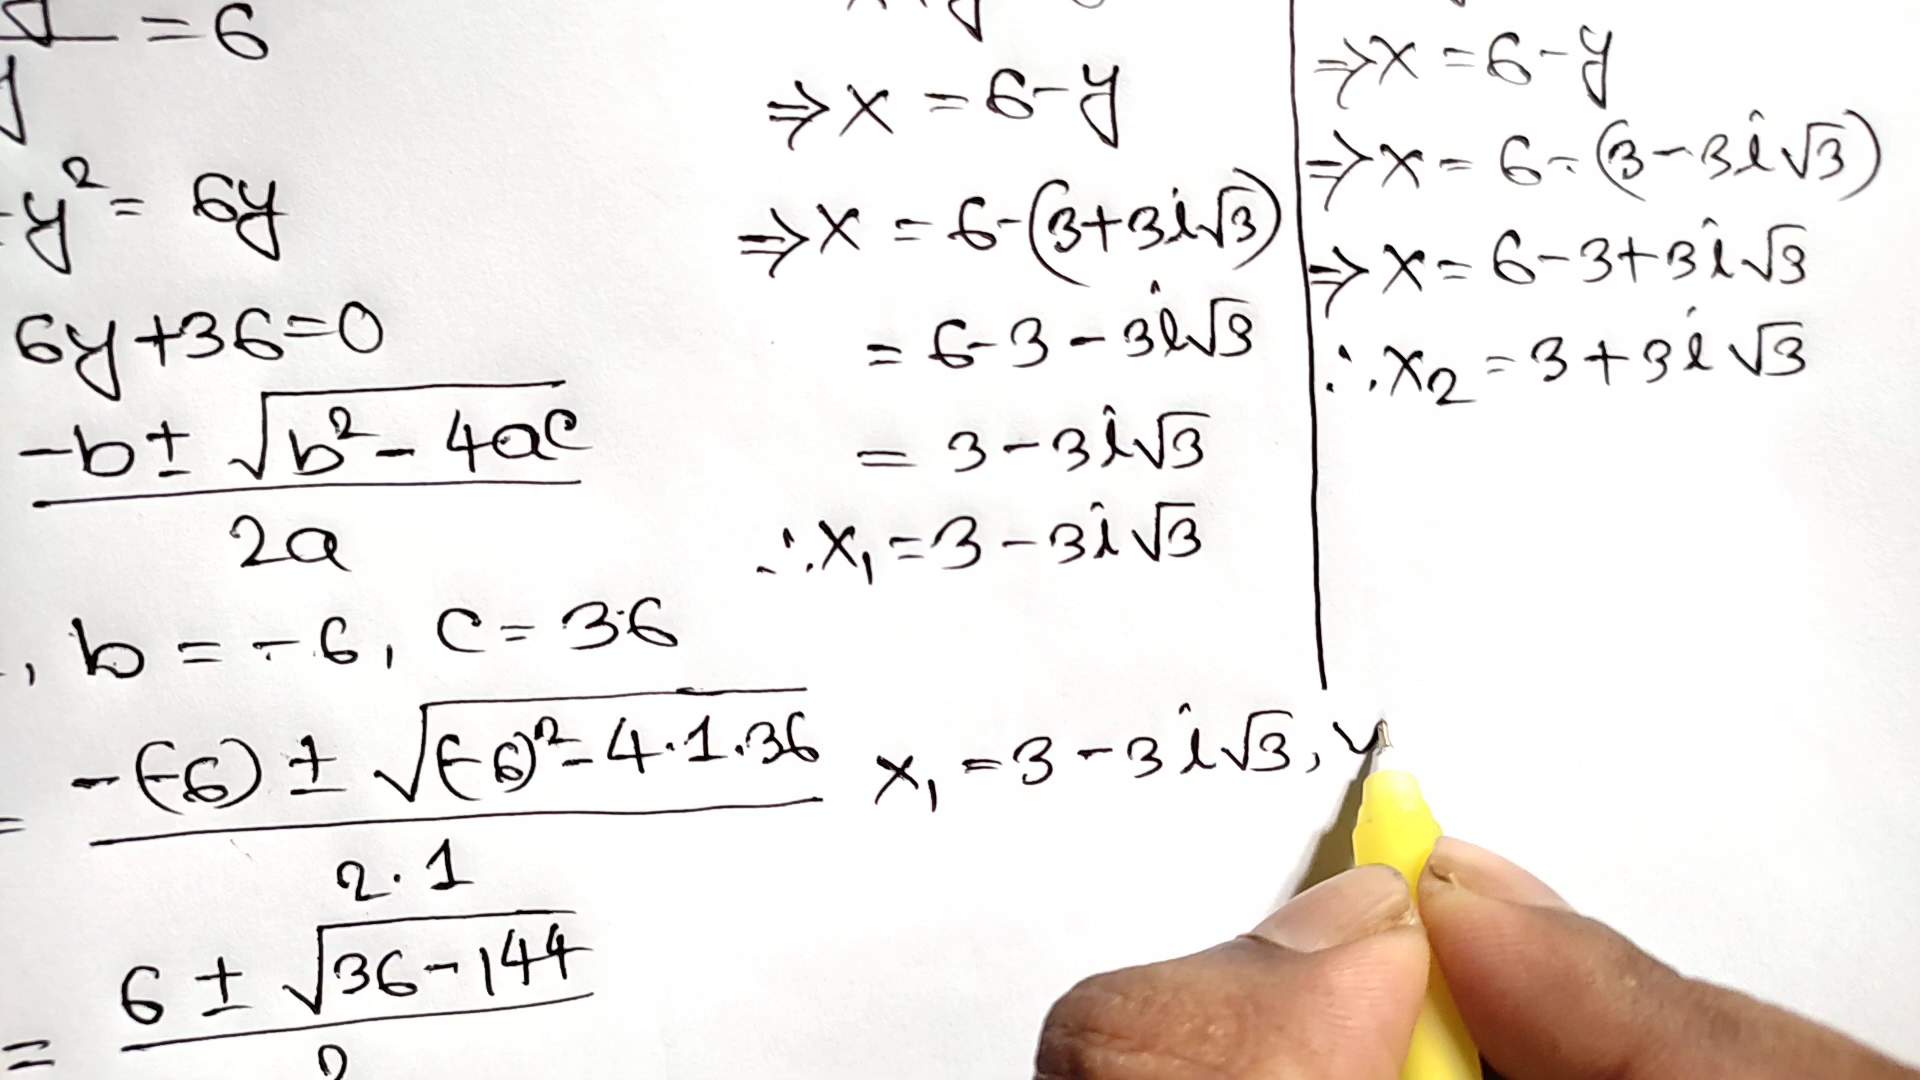 = 6
y
y² = 6y
6y+36=0
-b ± √(b² - 4ac)
2a
, b = -6, c = 36
-(-6) ± √((-6)² - 4·1·36)
=
2·1
6 ± √(36-144)
=
⇒ x = 6-y
⇒ x = 6-(3+3i√3)
= 6-3-3i√3
= 3-3i√3
∴ x₁ = 3-3i√3
⇒ x = 6-y
⇒ x = 6-(3-3i√3)
⇒ x = 6-3+3i√3
∴ x₂ = 3+3i√3
x₁ = 3-3i√3,